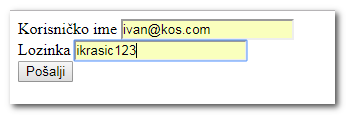 Korisničko ime ivan@kos.com
Lozinka ikrasic123
Pošalji